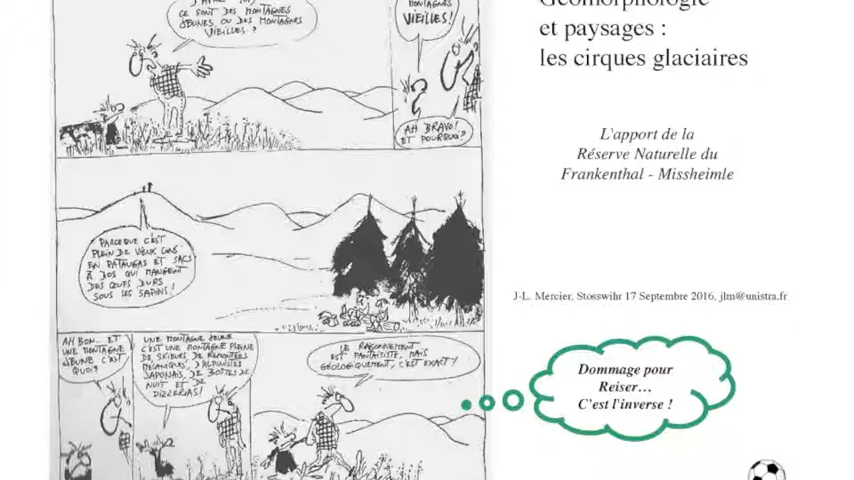 CE SONT DES MONTAGNES
JEUNES, OU DES MONTAGNES
VIEILLES ?
MONTAGNES
VIEILLES !
AH BRAVO !
ET POURQUOI ?
PARCE QUE C'EST
PLEIN DE VIEUX CONS
EN PATAUGAS ET SACS
À DOS QUI MANGENT
DES ŒUFS DURS
SOUS LES SAPINS !
AH BON... ET
UNE MONTAGNE
JEUNE C'EST
QUOI ?
UNE MONTAGNE JEUNE
C'EST UNE MONTAGNE PLEINE
DE SKIEURS, DE REMONTÉES
MÉCANIQUES, D'ALPINISTES
JAPONAIS, DE BOÎTES DE
NUIT ET DE
PIZZERIAS !
LE RAISONNEMENT
EST FANTAISISTE, MAIS
GÉOLOGIQUEMENT, C'EST EXACT !
Géomorphologie
et paysages :
les cirques glaciaires
L'apport de la
Réserve Naturelle du
Frankenthal - Missheimle
J-L. Mercier, Stosswihr 17 Septembre 2016, jlm@unistra.fr
Dommage pour
Reiser…
C'est l'inverse !